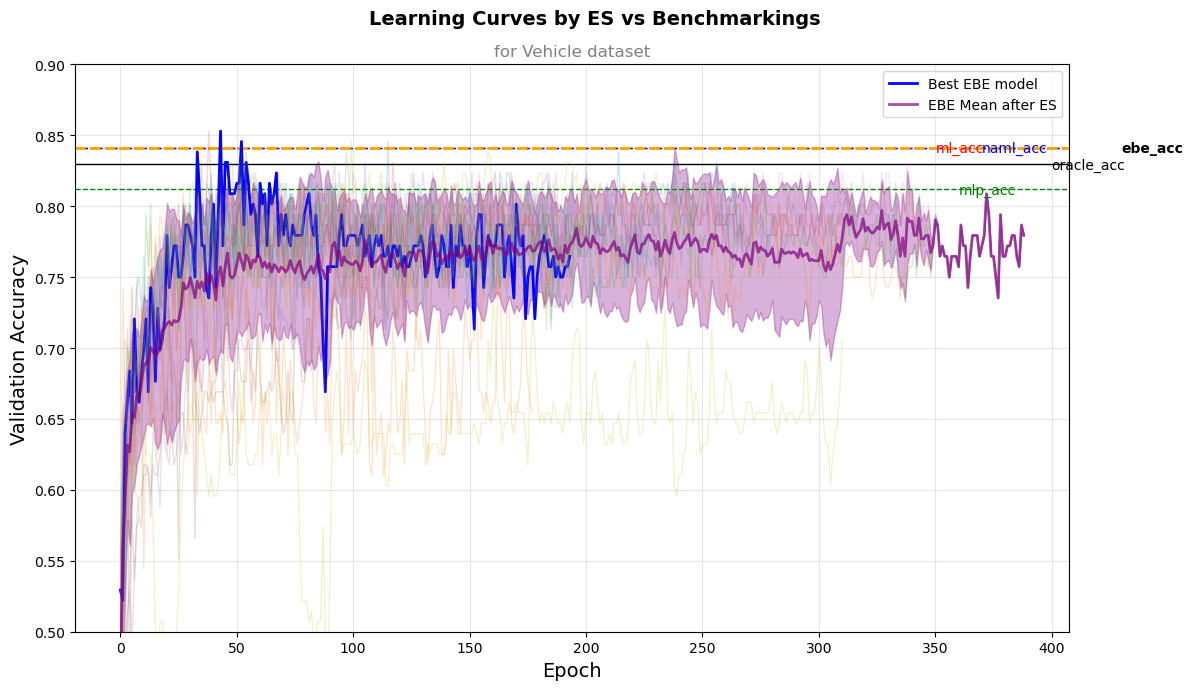 Learning Curves by ES vs Benchmarkings
for Vehicle dataset
Best EBE model
EBE Mean after ES
ml_acc
naml_acc
ebe_acc
oracle_acc
mlp_acc
Validation Accuracy
0.90
0.85
0.80
0.75
0.70
0.65
0.60
0.55
0.50
0 50 100 150 200 250 300 350 400
Epoch